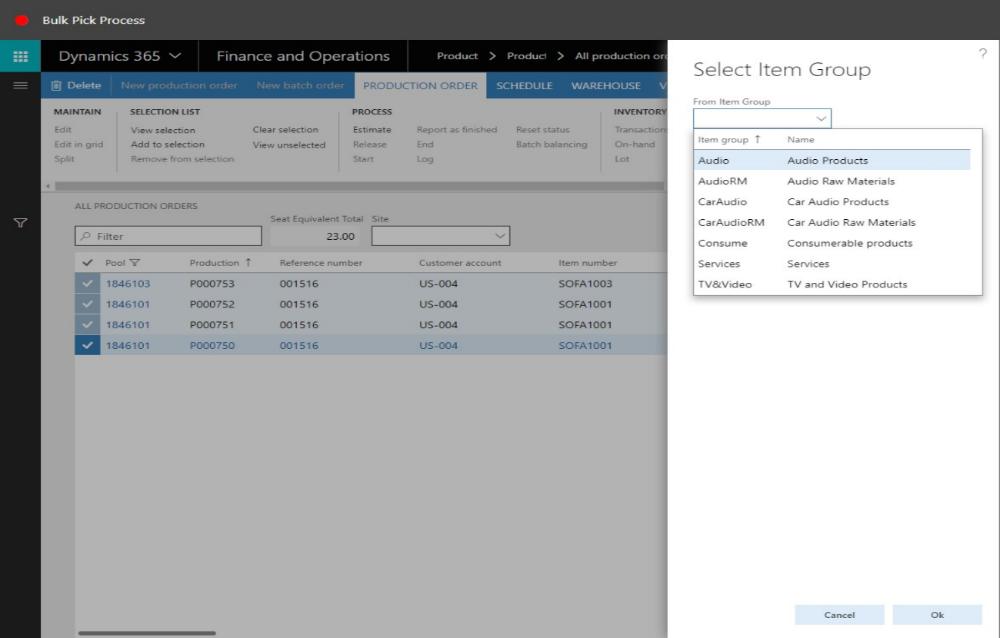 Bulk Pick Process
Dynamics 365 Finance and Operations Product > Product > All production or
Delete New production order New batch order PRODUCTION ORDER SCHEDULE WAREHOUSE V
MAINTAIN SELECTION LIST PROCESS INVENTORY
Edit View selection Clear selection Estimate Report as finished Reset status Transaction
Edit in grid Add to selection View unselected Release End Batch balancing On-hand
Split Remove from selection Start Log Lot
ALL PRODUCTION ORDERS
Seat Equivalent Total Site
Filter 23.00
Pool Production ↑ Reference number Customer account Item number
1846103 P000753 001516 US-004 SOFA1003
1846101 P000752 001516 US-004 SOFA1001
1846101 P000751 001516 US-004 SOFA1001
1846101 P000750 001516 US-004 SOFA1001
?
Select Item Group
From Item Group
Item group ↑ Name
Audio Audio Products
AudioRM Audio Raw Materials
CarAudio Car Audio Products
CarAudioRM Car Audio Raw Materials
Consume Consumerable products
Services Services
TV&Video TV and Video Products
Cancel Ok